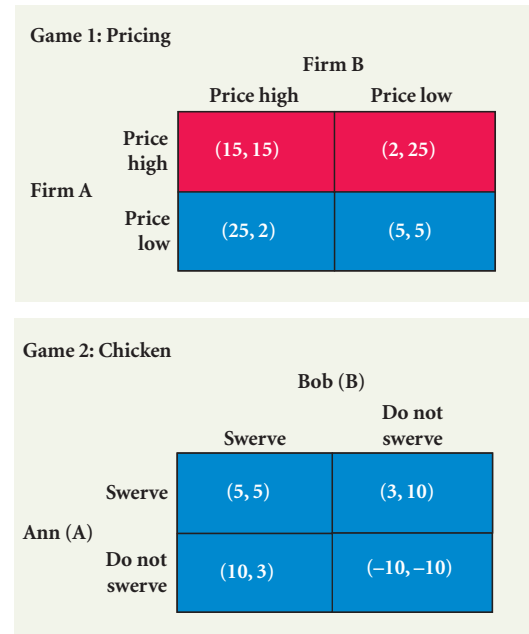 Game 1: Pricing
Firm B
Price high Price low
Price
high
(15, 15) (2, 25)
Firm A
Price
low
(25, 2) (5, 5)
Game 2: Chicken
Bob (B)
Do not
Swerve swerve
Swerve (5, 5) (3, 10)
Ann (A)
Do not
swerve
(10, 3) (–10, –10)